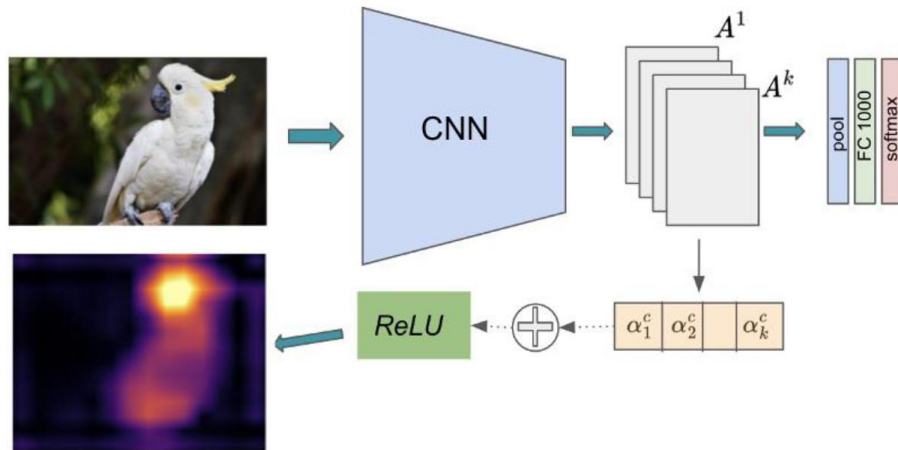 A^1
A^k
CNN
pool
FC 1000
softmax
ReLU
α_1^c α_2^c α_k^c